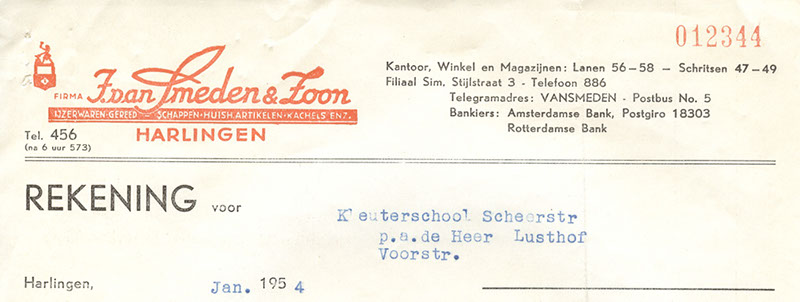 012344
FIRMA J. van Smeden & Zoon
IJZERWAREN-GEREEDSCHAPPEN-HUISH. ARTIKELEN-KACHELS ENZ.
HARLINGEN
Tel. 456
(na 6 uur 573)
Kantoor, Winkel en Magazijnen: Lanen 56-58 - Schritsen 47-49
Filiaal Sim. Stijlstraat 3 - Telefoon 886
Telegramadres: VANSMEDEN - Postbus No. 5
Bankiers: Amsterdamse Bank, Postgiro 18303
Rotterdamse Bank
REKENING voor
Kleuterschool Scheerstr
p.a.de Heer Lusthof
Voorstr.
Harlingen, Jan. 1954